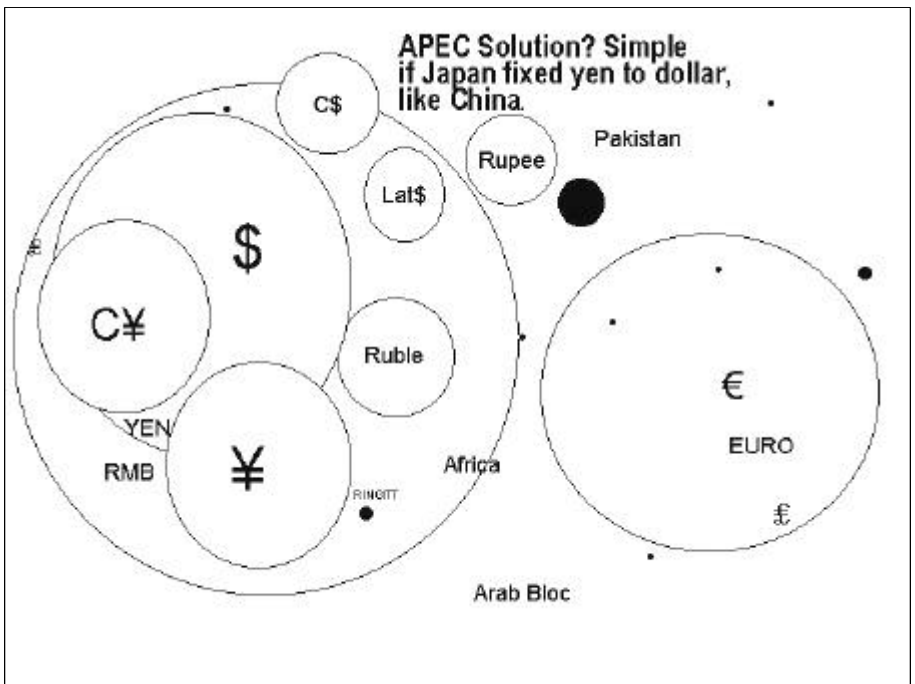 APEC Solution? Simple
if Japan fixed yen to dollar,
like China.
C$
Pakistan
Rupee
Lat$
$
C¥
Ruble
€
YEN
EURO
RMB
¥
Africa
RINGITT
£
Arab Bloc